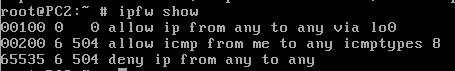 root@PC2:~ # ipfw show
00100 0   0 allow ip from any to any via lo0
00200 6 504 allow icmp from me to any icmptypes 8
65535 6 504 deny ip from any to any